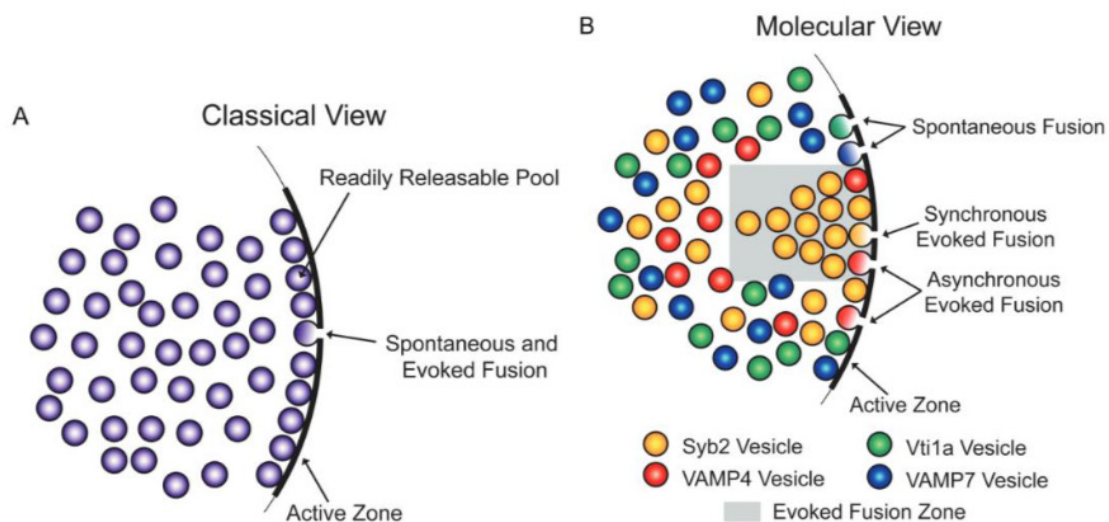 A
Classical View
Readily Releasable Pool
Spontaneous and
Evoked Fusion
Active Zone
B
Molecular View
Spontaneous Fusion
Synchronous
Evoked Fusion
Asynchronous
Evoked Fusion
Active Zone
Syb2 Vesicle
Vti1a Vesicle
VAMP4 Vesicle
VAMP7 Vesicle
Evoked Fusion Zone